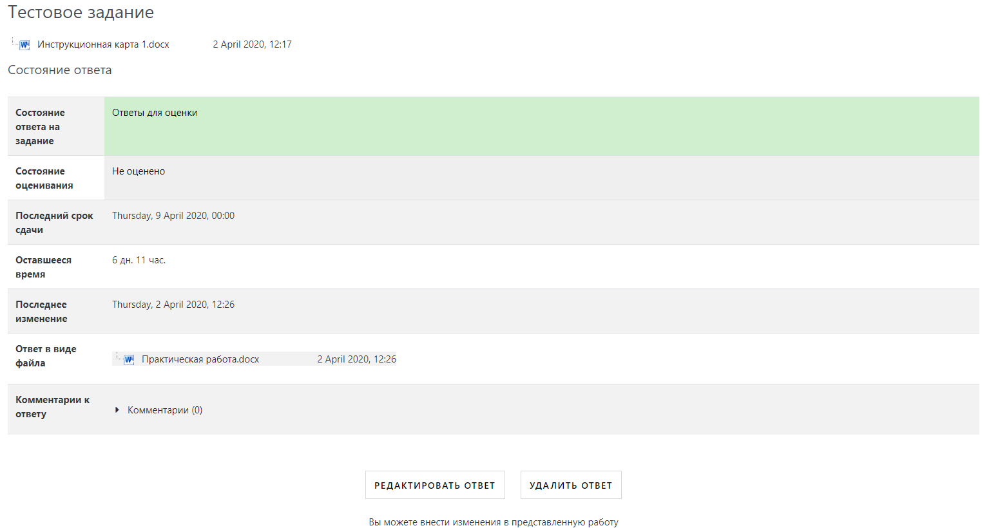 Тестовое задание
Инструкционная карта 1.docx 2 April 2020, 12:17
Состояние ответа
Состояние
ответа на
задание
Ответы для оценки
Состояние
оценивания
Не оценено
Последний срок
сдачи
Thursday, 9 April 2020, 00:00
Оставшееся
время
6 дн. 11 час.
Последнее
изменение
Thursday, 2 April 2020, 12:26
Ответ в виде
файла
Практическая работа.docx 2 April 2020, 12:26
Комментарии к
ответу
Комментарии (0)
РЕДАКТИРОВАТЬ ОТВЕТ УДАЛИТЬ ОТВЕТ
Вы можете внести изменения в представленную работу